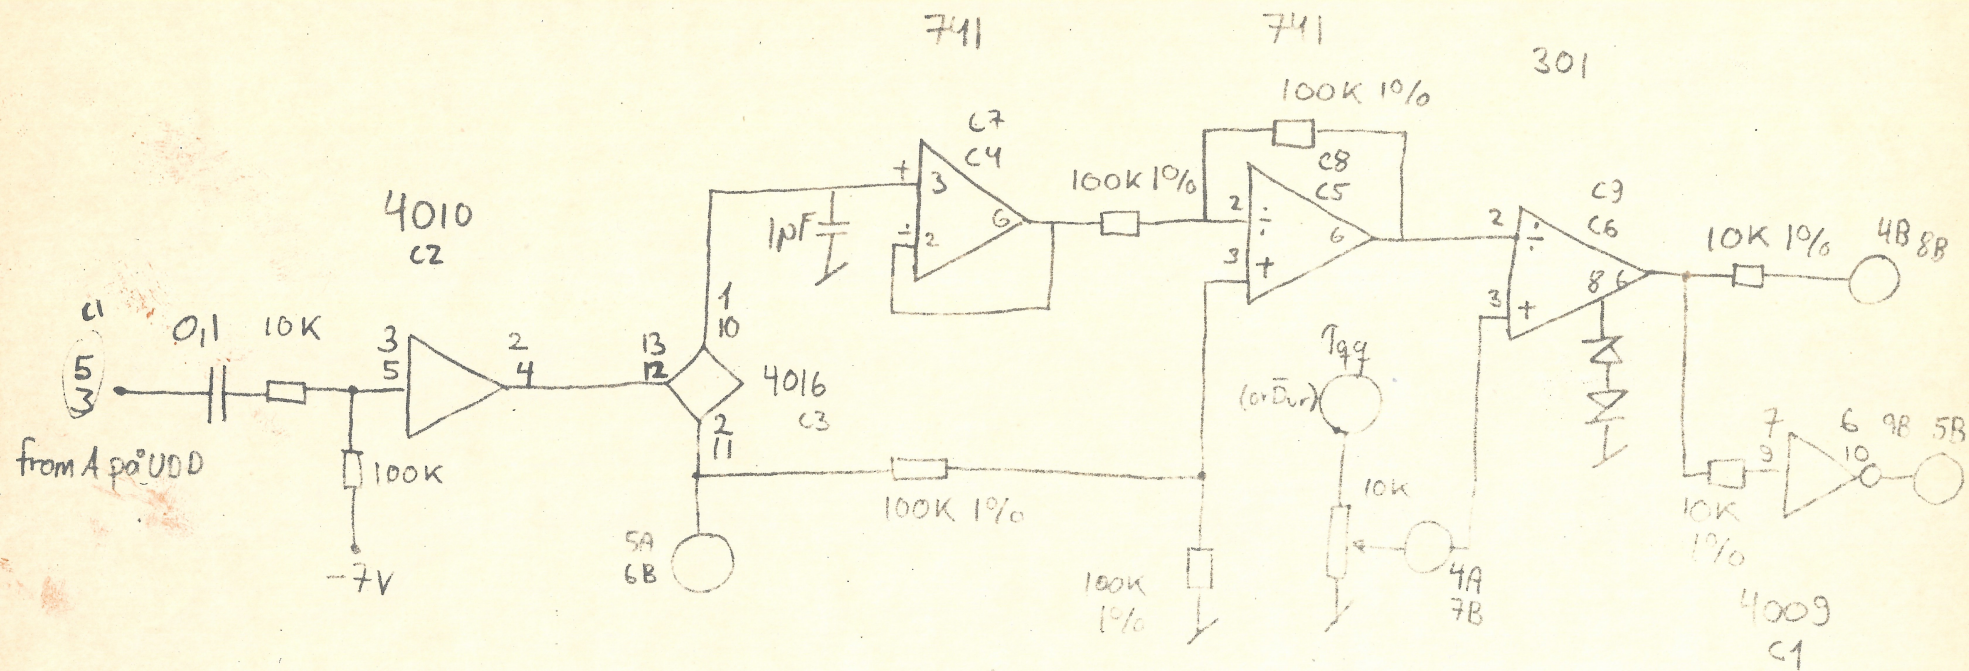 741
741
301
100K 1%
C7
C4
C8
C5
100K 1%
+
3
÷
2
6
2
÷
3
+
6
C9
C6
2
÷
3
+
8 6
10K 1%
4B 8B
4010
C2
1µF
1
10
C1
5
3
0,1
10K
3
5
2
4
13
12
4016
C3
2
11
from A på UDD
100K
-7V
100K 1%
5A
6B
100K
1%
10K
4A
7B
7
9
6
10
9B
5B
10K
1%
4009
C1